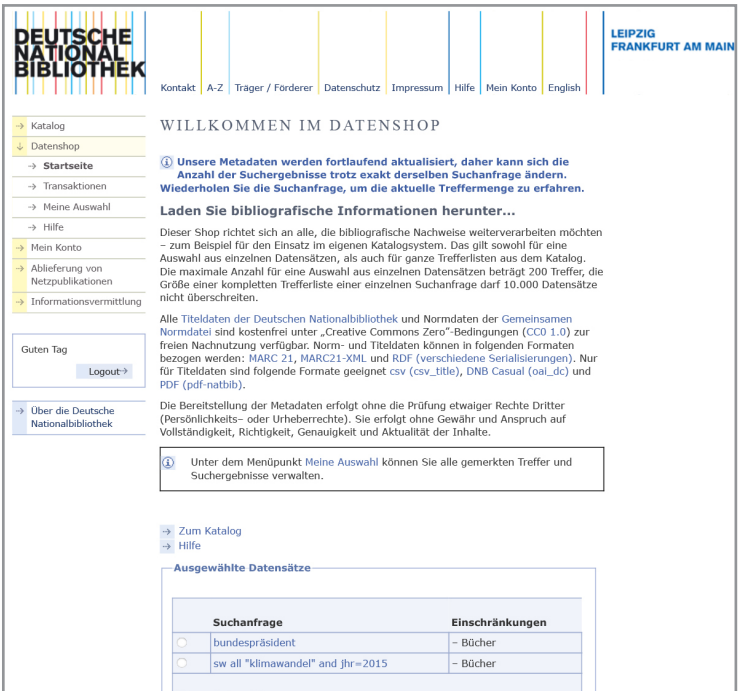 DEUTSCHE
NATIONAL
BIBLIOTHEK
LEIPZIG
FRANKFURT AM MAIN
Kontakt A-Z Träger / Förderer Datenschutz Impressum Hilfe Mein Konto English
→ Katalog
↓ Datenshop
→ Startseite
→ Transaktionen
→ Meine Auswahl
→ Hilfe
→ Mein Konto
→ Ablieferung von
Netzpublikationen
→ Informationsvermittlung
Guten Tag
Logout→
→ Über die Deutsche
Nationalbibliothek
WILLKOMMEN IM DATENSHOP
Unsere Metadaten werden fortlaufend aktualisiert, daher kann sich die
Anzahl der Suchergebnisse trotz exakt derselben Suchanfrage ändern.
Wiederholen Sie die Suchanfrage, um die aktuelle Treffermenge zu erfahren.
Laden Sie bibliografische Informationen herunter...
Dieser Shop richtet sich an alle, die bibliografische Nachweise weiterverarbeiten möchten
– zum Beispiel für den Einsatz im eigenen Katalogsystem. Das gilt sowohl für eine
Auswahl aus einzelnen Datensätzen, als auch für ganze Trefferlisten aus dem Katalog.
Die maximale Anzahl für eine Auswahl aus einzelnen Datensätzen beträgt 200 Treffer, die
Größe einer kompletten Trefferliste einer einzelnen Suchanfrage darf 10.000 Datensätze
nicht überschreiten.
Alle Titeldaten der Deutschen Nationalbibliothek und Normdaten der Gemeinsamen
Normdatei sind kostenfrei unter „Creative Commons Zero"-Bedingungen (CC0 1.0) zur
freien Nachnutzung verfügbar. Norm- und Titeldaten können in folgenden Formaten
bezogen werden: MARC 21, MARC21-XML und RDF (verschiedene Serialisierungen). Nur
für Titeldaten sind folgende Formate geeignet csv (csv_title), DNB Casual (oai_dc) und
PDF (pdf-natbib).
Die Bereitstellung der Metadaten erfolgt ohne die Prüfung etwaiger Rechte Dritter
(Persönlichkeits– oder Urheberrechte). Sie erfolgt ohne Gewähr und Anspruch auf
Vollständigkeit, Richtigkeit, Genauigkeit und Aktualität der Inhalte.
Unter dem Menüpunkt Meine Auswahl können Sie alle gemerkten Treffer und
Suchergebnisse verwalten.
→ Zum Katalog
→ Hilfe
Ausgewählte Datensätze
Suchanfrage Einschränkungen
bundespräsident – Bücher
sw all "klimawandel" and jhr=2015 – Bücher